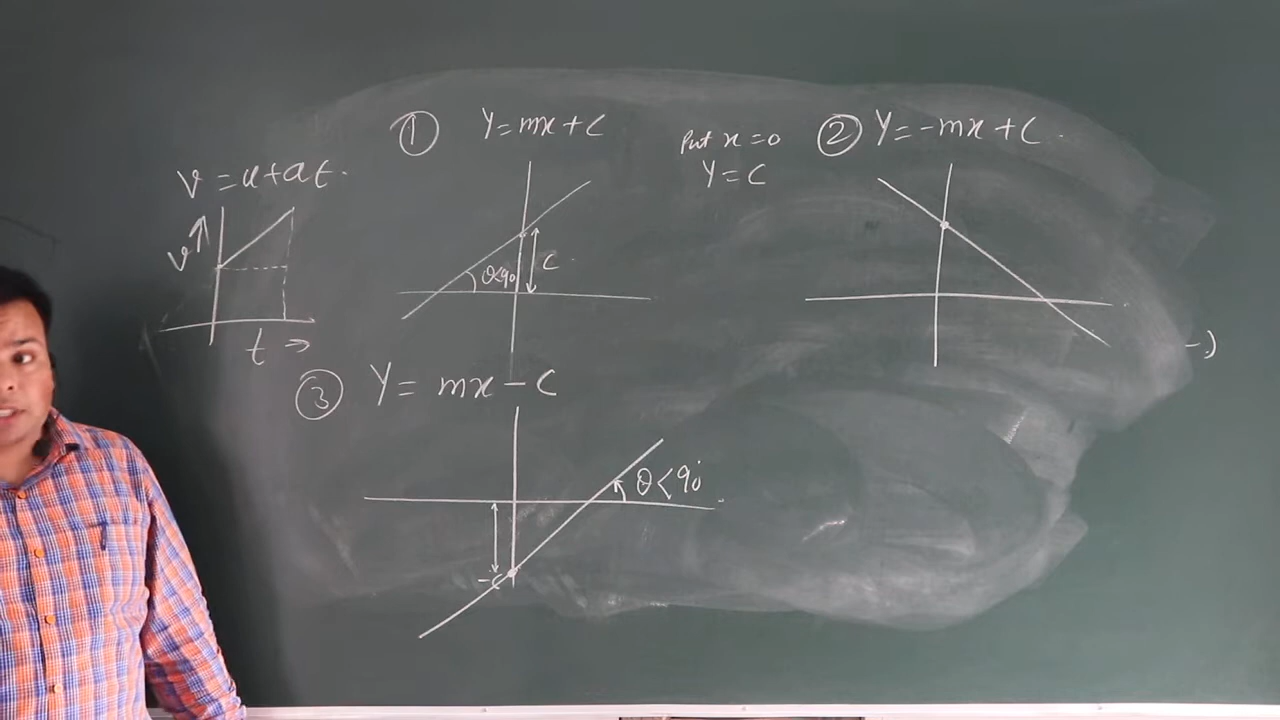 v = u + at.
v
t →
① Y = mx + C
θ<90
C
Put x = 0
Y = C
② Y = -mx + C
③ Y = mx - C
θ < 90°
-C